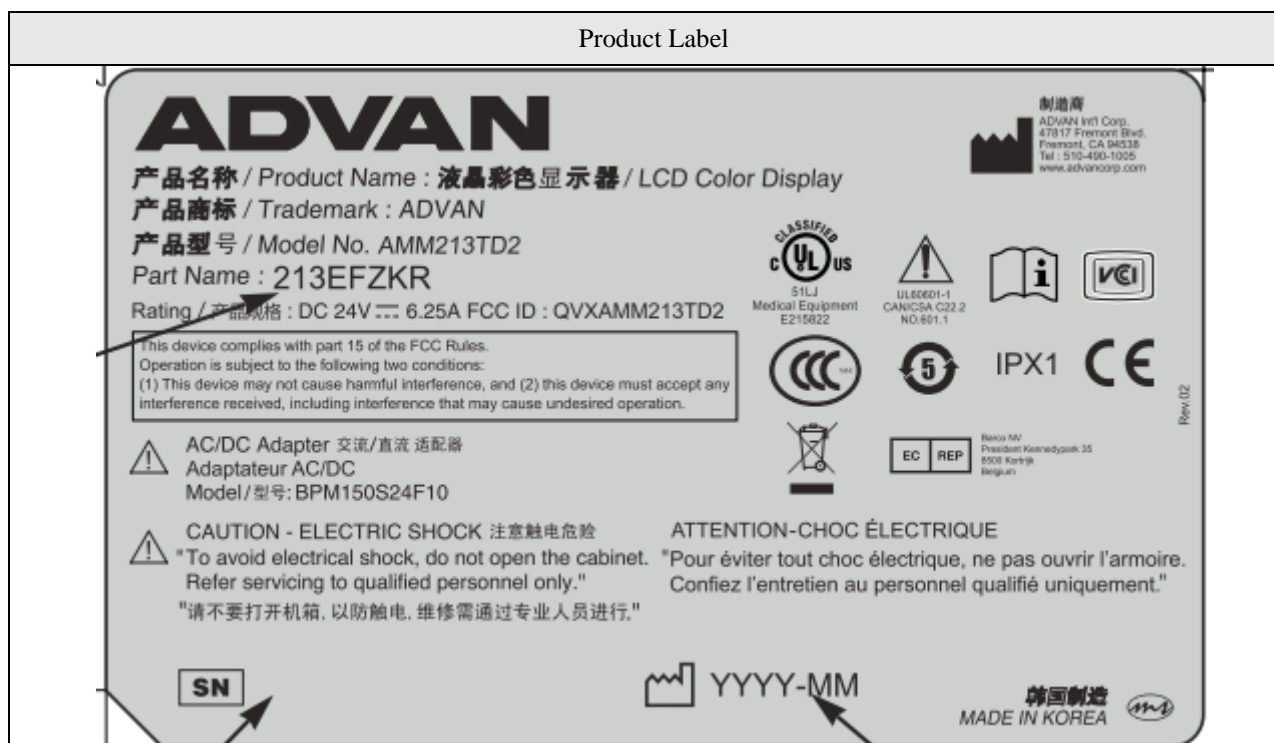 Product Label
ADVAN
产品名称 / Product Name : 液晶彩色显示器 / LCD Color Display
产品商标 / Trademark : ADVAN
产品型号 / Model No. AMM213TD2
Part Name : 213EFZKR
Rating / 产品规格 : DC 24V 6.25A FCC ID : QVXAMM213TD2
This device complies with part 15 of the FCC Rules.
Operation is subject to the following two conditions:
(1) This device may not cause harmful interference, and (2) this device must accept any
interference received, including interference that may cause undesired operation.
制造商
ADVAN Int'l Corp.
47817 Fremont Blvd.
Fremont, CA 94538
Tel : 510-490-1005
www.advancorp.com
CLASSIFIED
C UL US
51LJ
Medical Equipment
E215822
UL60601-1
CAN/CSA C22.2
NO.601.1
i
VCI
CCC
5
IPX1
CE
Rev.02
EC REP
Barco NV
President Kennedypark 35
8500 Kortrijk
Belgium
AC/DC Adapter 交流/直流 适配器
Adaptateur AC/DC
Model/型号: BPM150S24F10
CAUTION - ELECTRIC SHOCK 注意触电危险
"To avoid electrical shock, do not open the cabinet.
Refer servicing to qualified personnel only."
"请不要打开机箱, 以防触电, 维修需通过专业人员进行."
ATTENTION-CHOC ÉLECTRIQUE
"Pour éviter tout choc électrique, ne pas ouvrir l'armoire.
Confiez l'entretien au personnel qualifié uniquement."
SN
YYYY-MM
韩国制造
MADE IN KOREA